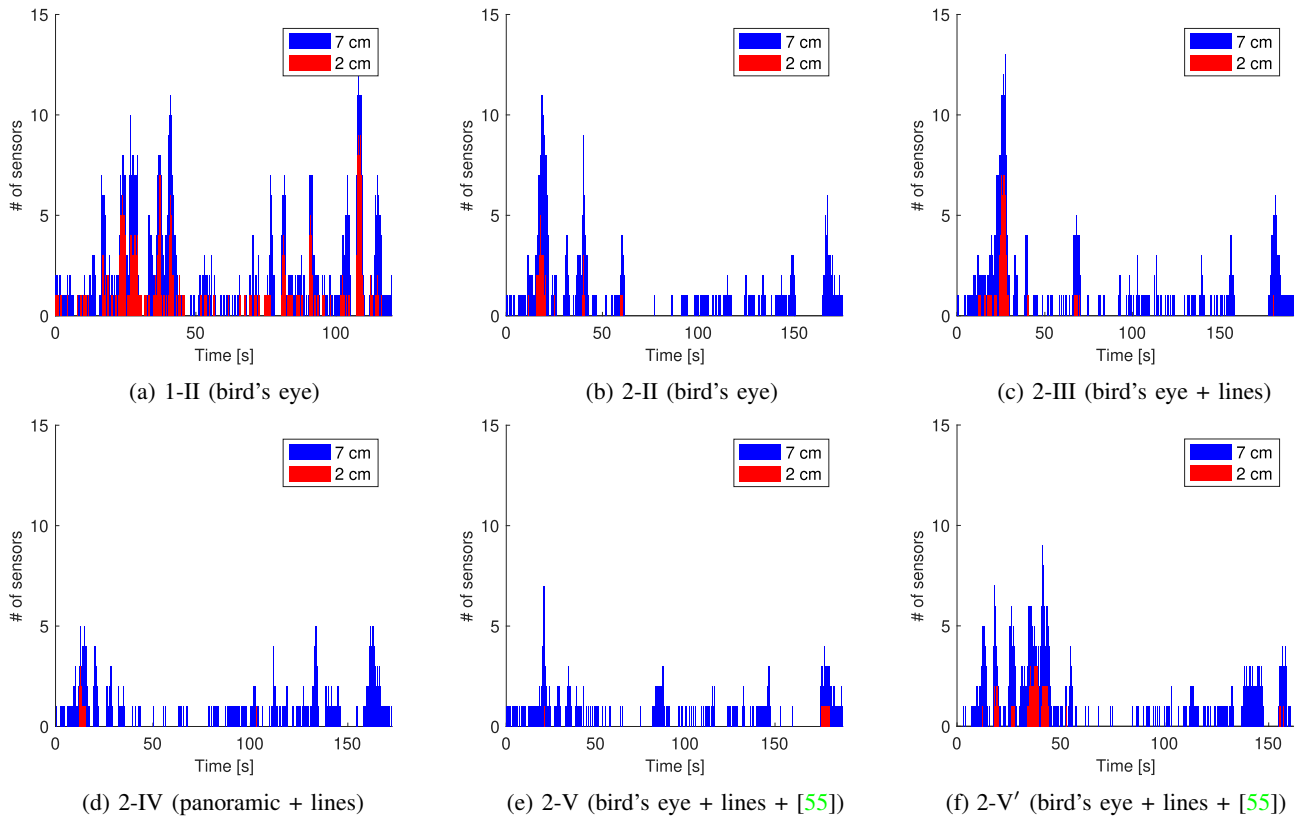 15
10
5
0
# of sensors
7 cm
2 cm
0 50 100
Time [s]
(a) 1-II (bird's eye)
15
10
5
0
# of sensors
7 cm
2 cm
0 50 100 150
Time [s]
(b) 2-II (bird's eye)
15
10
5
0
# of sensors
7 cm
2 cm
0 50 100 150
Time [s]
(c) 2-III (bird's eye + lines)
15
10
5
0
# of sensors
7 cm
2 cm
0 50 100 150
Time [s]
(d) 2-IV (panoramic + lines)
15
10
5
0
# of sensors
7 cm
2 cm
0 50 100 150
Time [s]
(e) 2-V (bird's eye + lines + [55])
15
10
5
0
# of sensors
7 cm
2 cm
0 50 100 150
Time [s]
(f) 2-V′ (bird's eye + lines + [55])